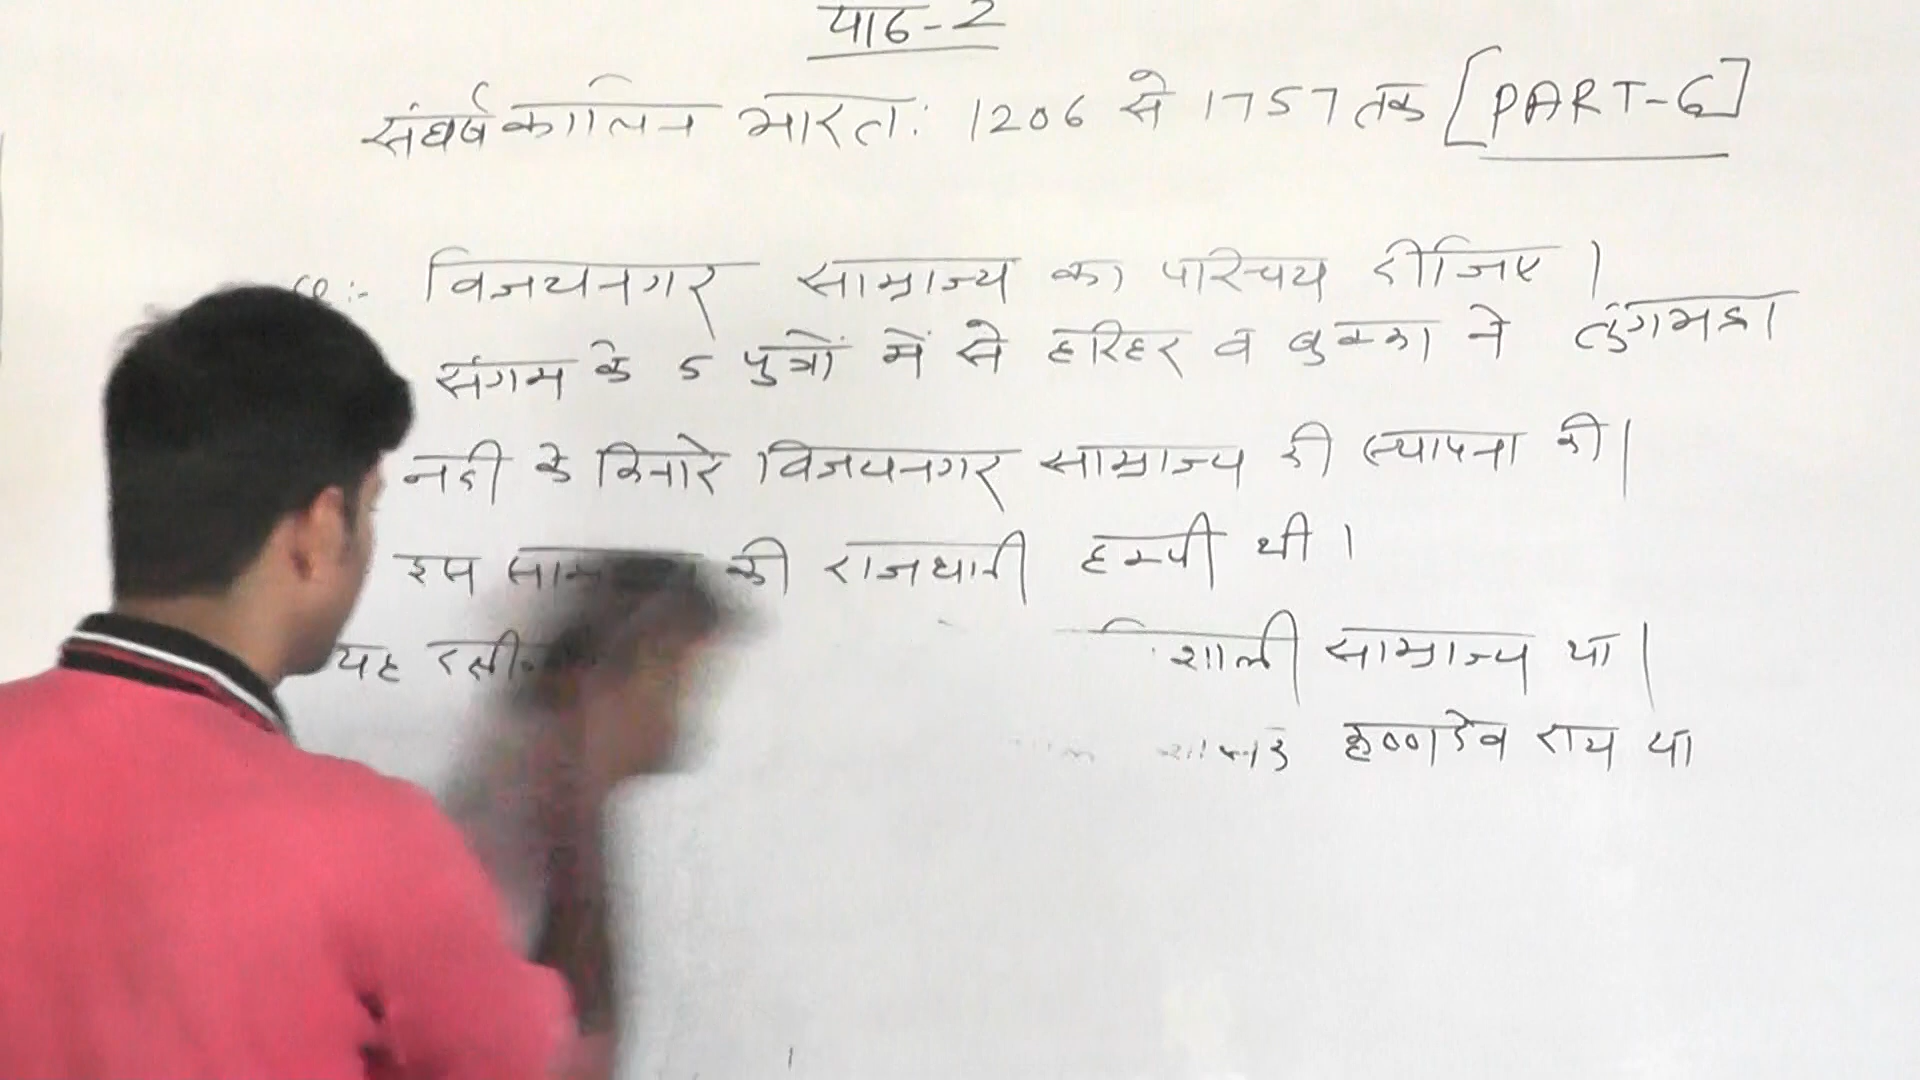 पाठ-2
संघर्षकालिन भारत: 1206 से 1757 तक [PART-6]
विजयनगर साम्राज्य का परिचय दीजिए।
संगम के 5 पुत्रों में से हरिहर व बुक्का ने तुंगभद्रा
नदी के किनारे विजयनगर साम्राज्य की स्थापना की।
इस की राजधानी हम्पी थी।
यह शाली साम्राज्य था।
कृष्णदेव राय था